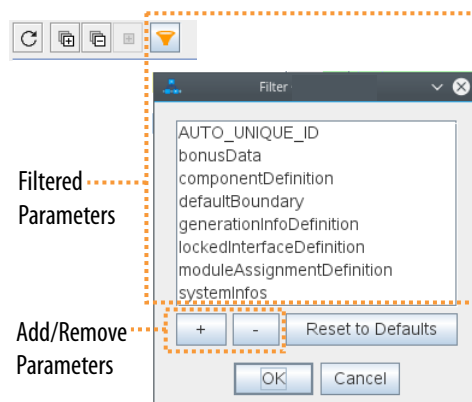 Filter
AUTO_UNIQUE_ID
bonusData
componentDefinition
defaultBoundary
generationInfoDefinition
lockedInterfaceDefinition
moduleAssignmentDefinition
systemInfos
Filtered
Parameters
+ - Reset to Defaults
Add/Remove
Parameters
OK Cancel